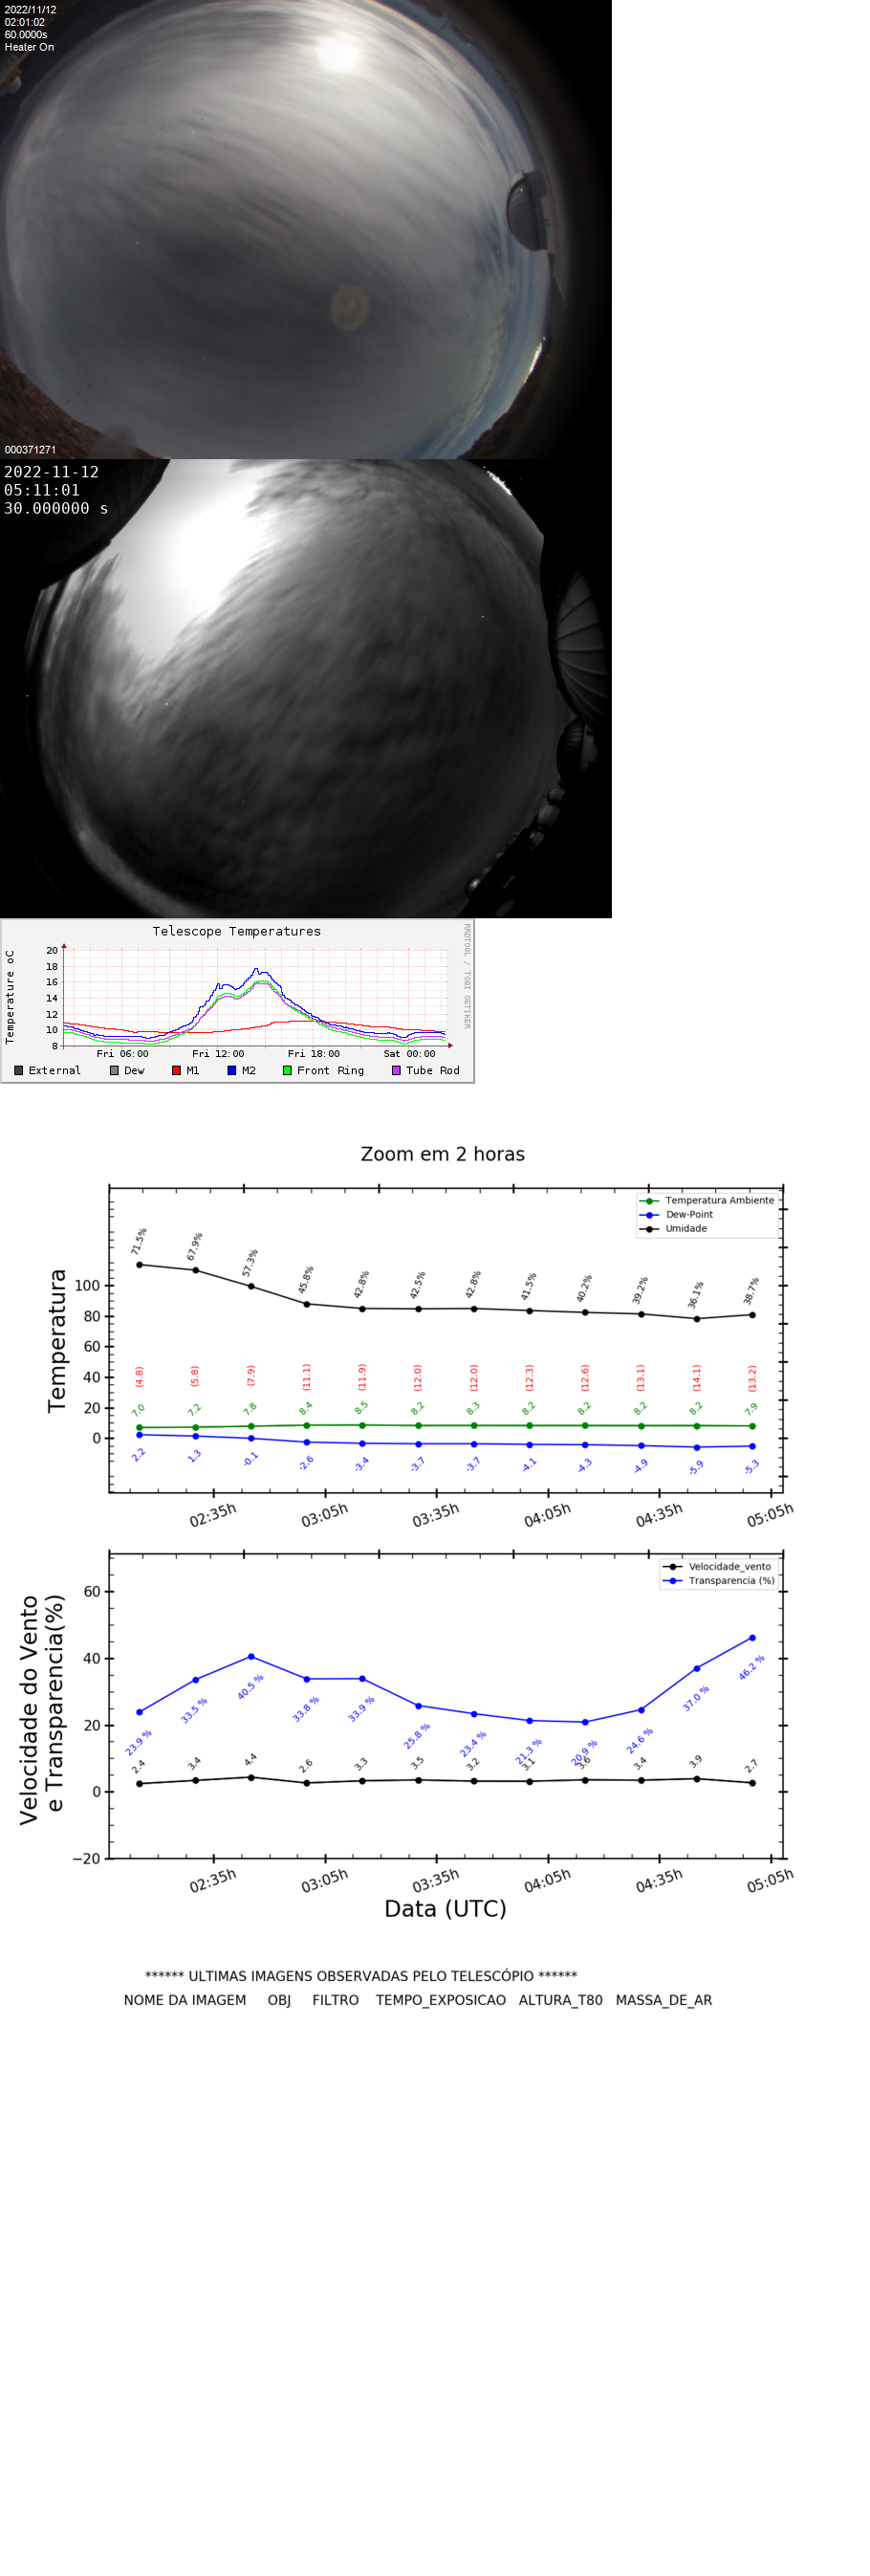 2022/11/12
02:01:02
60.0000s
Heater On
000371271
2022-11-12
05:11:01
30.000000 s
Telescope Temperatures
RRDTOOL / TOBI OETIKER
Temperature oC
20
18
16
14
12
10
8
Fri 06:00 Fri 12:00 Fri 18:00 Sat 00:00
External Dew M1 M2 Front Ring Tube Rod
Zoom em 2 horas
Temperatura Ambiente
Dew-Point
Umidade
Temperatura
100
80
60
40
20
0
71.5% 67.9% 57.3% 45.8% 42.8% 42.5% 42.8% 41.5% 40.2% 39.2% 36.1% 38.7%
(4.8) (5.8) (7.9) (11.1) (11.9) (12.0) (12.0) (12.3) (12.6) (13.1) (14.1) (13.2)
7.0 7.2 7.8 8.4 8.5 8.2 8.3 8.2 8.2 8.2 8.2 7.9
2.2 1.3 -0.1 -2.6 -3.4 -3.7 -3.7 -4.1 -4.3 -4.9 -5.9 -5.3
02:35h 03:05h 03:35h 04:05h 04:35h 05:05h
Velocidade_vento
Transparencia (%)
Velocidade do Vento
e Transparencia(%)
60
40
20
0
−20
23.9 % 33.5 % 40.5 % 33.8 % 33.9 % 25.8 % 23.4 % 21.3 % 20.9 % 24.6 % 37.0 % 46.2 %
2.4 3.4 4.4 2.6 3.3 3.5 3.2 3.1 3.6 3.4 3.9 2.7
02:35h 03:05h 03:35h 04:05h 04:35h 05:05h
Data (UTC)
****** ULTIMAS IMAGENS OBSERVADAS PELO TELESCÓPIO ******
NOME DA IMAGEM OBJ FILTRO TEMPO_EXPOSICAO ALTURA_T80 MASSA_DE_AR